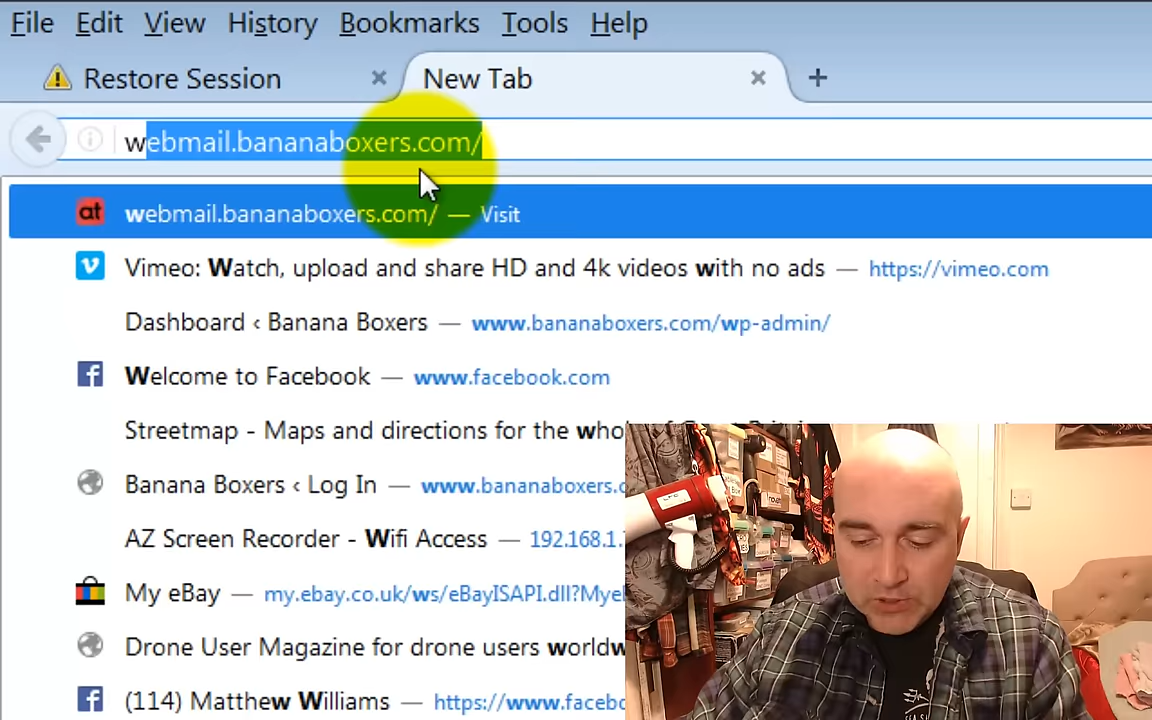 File Edit View History Bookmarks Tools Help
Restore Session New Tab
webmail.bananaboxers.com/
at webmail.bananaboxers.com/ — Visit
Vimeo: Watch, upload and share HD and 4k videos with no ads — https://vimeo.com
Dashboard ‹ Banana Boxers — www.bananaboxers.com/wp-admin/
Welcome to Facebook — www.facebook.com
Streetmap - Maps and directions for the
Banana Boxers ‹ Log In — www.bananaboxers.
AZ Screen Recorder - Wifi Access — 192.168.1.
My eBay — my.ebay.co.uk/ws/eBayISAPI.dll?Mye
Drone User Magazine for drone users
(114) Matthew Williams — https://www.faceb